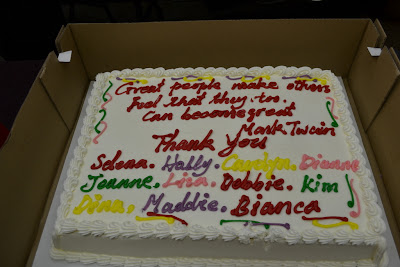 Great people make others
Feel that they, too,
Can become great
Mark Twain
Thank You
Selena. Holly. Carolyn. Dianne
Joanne. Lisa. Debbie. Kim
Dina, Maddie. Bianca